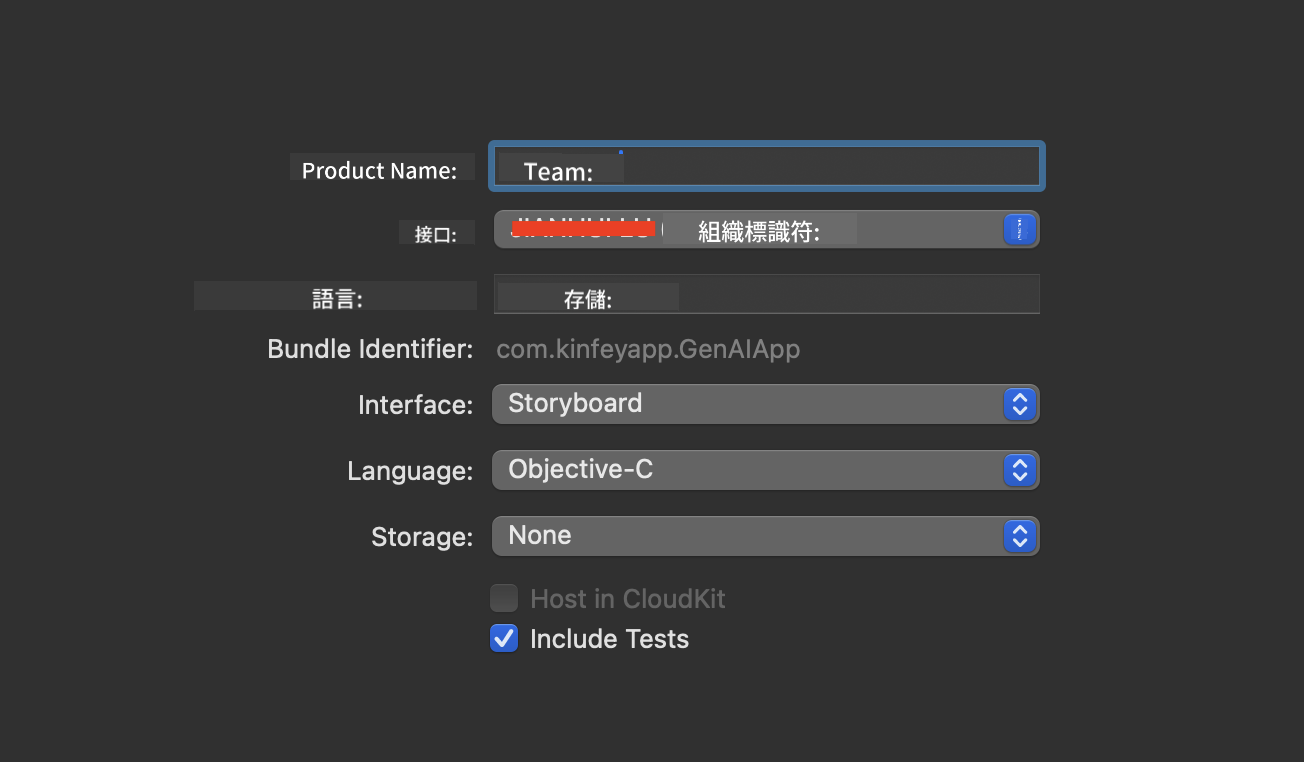 Product Name: Team:
接口: 組織標識符:
語言: 存儲:
Bundle Identifier: com.kinfeyapp.GenAIApp
Interface: Storyboard
Language: Objective-C
Storage: None
Host in CloudKit
Include Tests